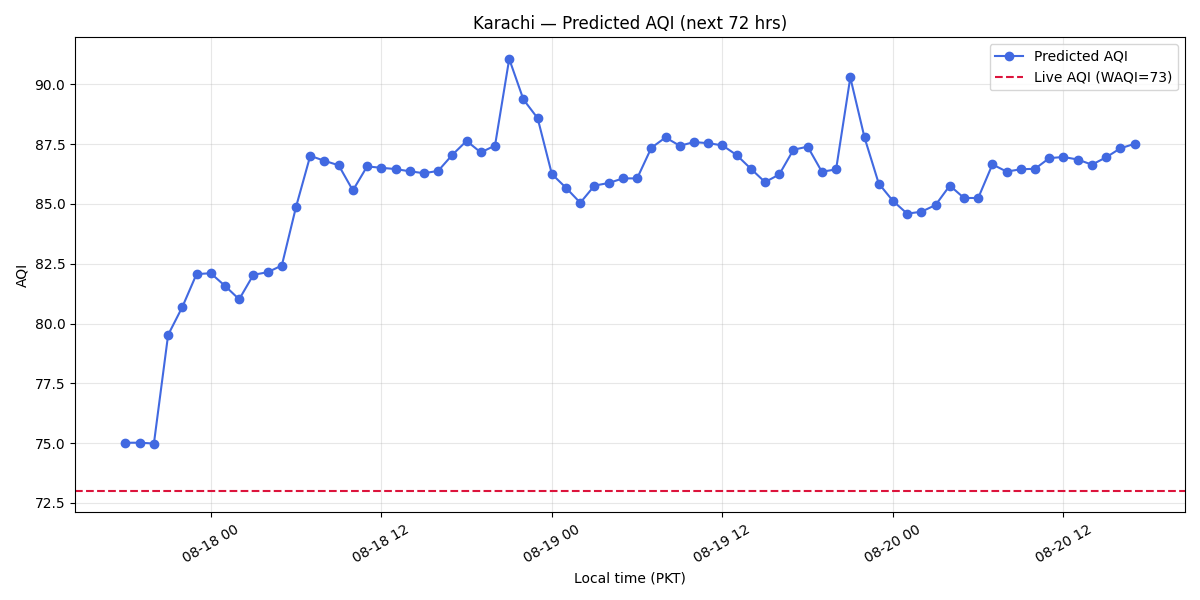 Karachi — Predicted AQI (next 72 hrs)
Predicted AQI
Live AQI (WAQI=73)
AQI
90.0
87.5
85.0
82.5
80.0
77.5
75.0
72.5
08-18 00
08-18 12
08-19 00
08-19 12
08-20 00
08-20 12
Local time (PKT)